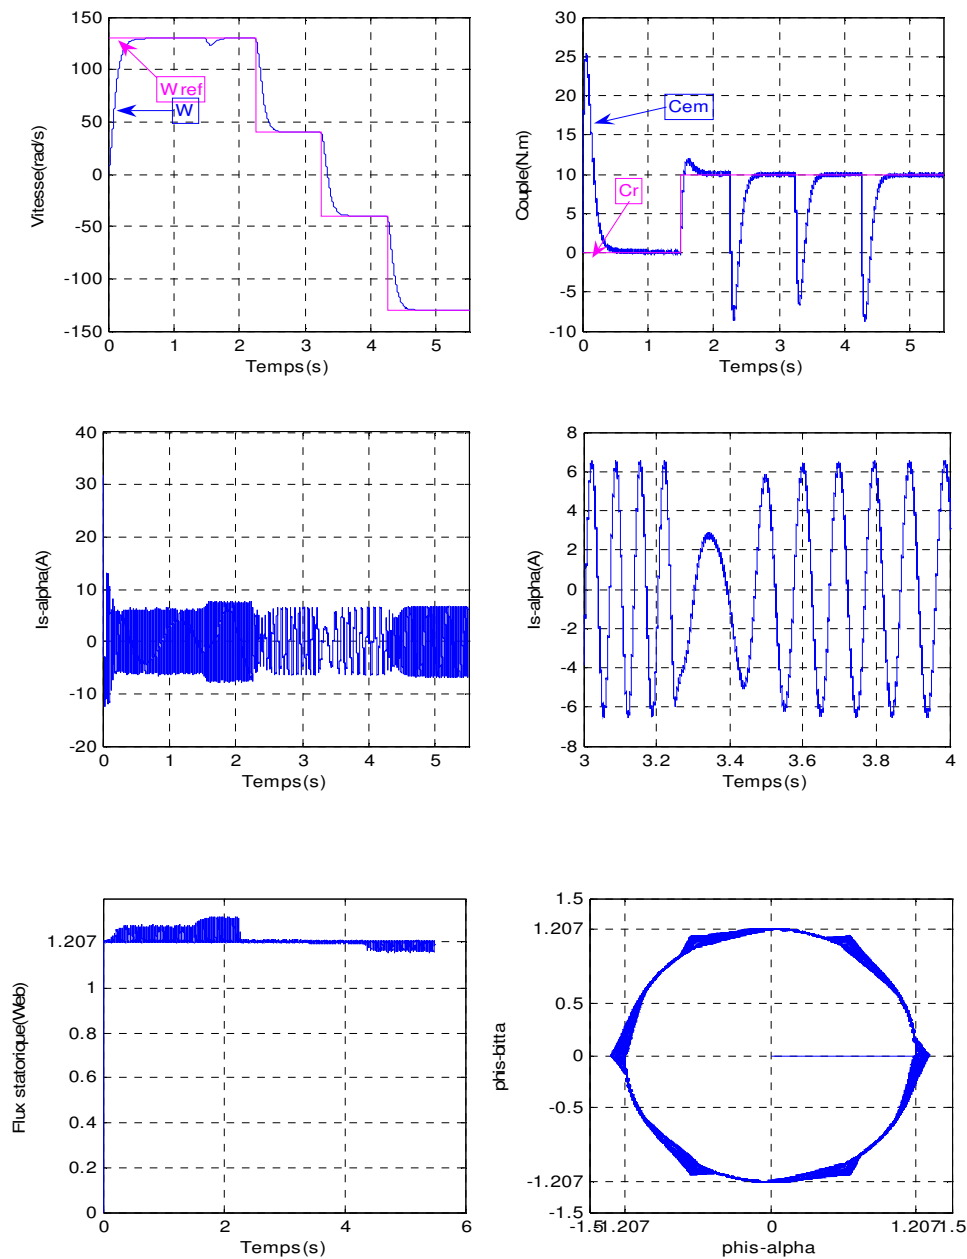 150
100
50
0
-50
-100
-150
Vitesse(rad/s)
W ref
W
0 1 2 3 4 5
Temps(s)
30
25
20
15
10
5
0
-5
-10
Couple(N.m)
Cem
Cr
0 1 2 3 4 5
Temps(s)
40
30
20
10
0
-10
-20
Is-alpha(A)
0 1 2 3 4 5
Temps(s)
8
6
4
2
0
-2
-4
-6
-8
Is-alpha(A)
3 3.2 3.4 3.6 3.8 4
Temps(s)
1.207
1
0.8
0.6
0.4
0.2
0
Flux statorique(Web)
0 2 4 6
Temps(s)
1.5
1.207
0.5
0
-0.5
-1.207
-1.5
phis-bitta
-1.5 -1.207 0 1.207 1.5
phis-alpha